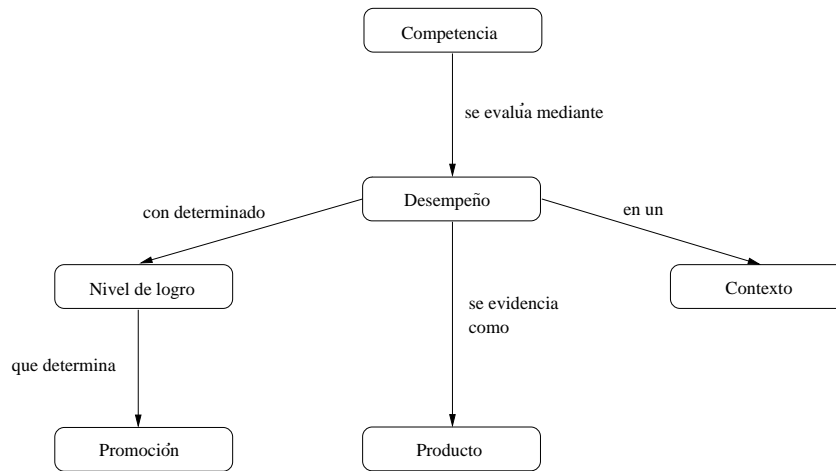 Competencia
se evalúa mediante
Desempeño
con determinado
en un
Nivel de logro
se evidencia
como
Contexto
que determina
Promoción
Producto